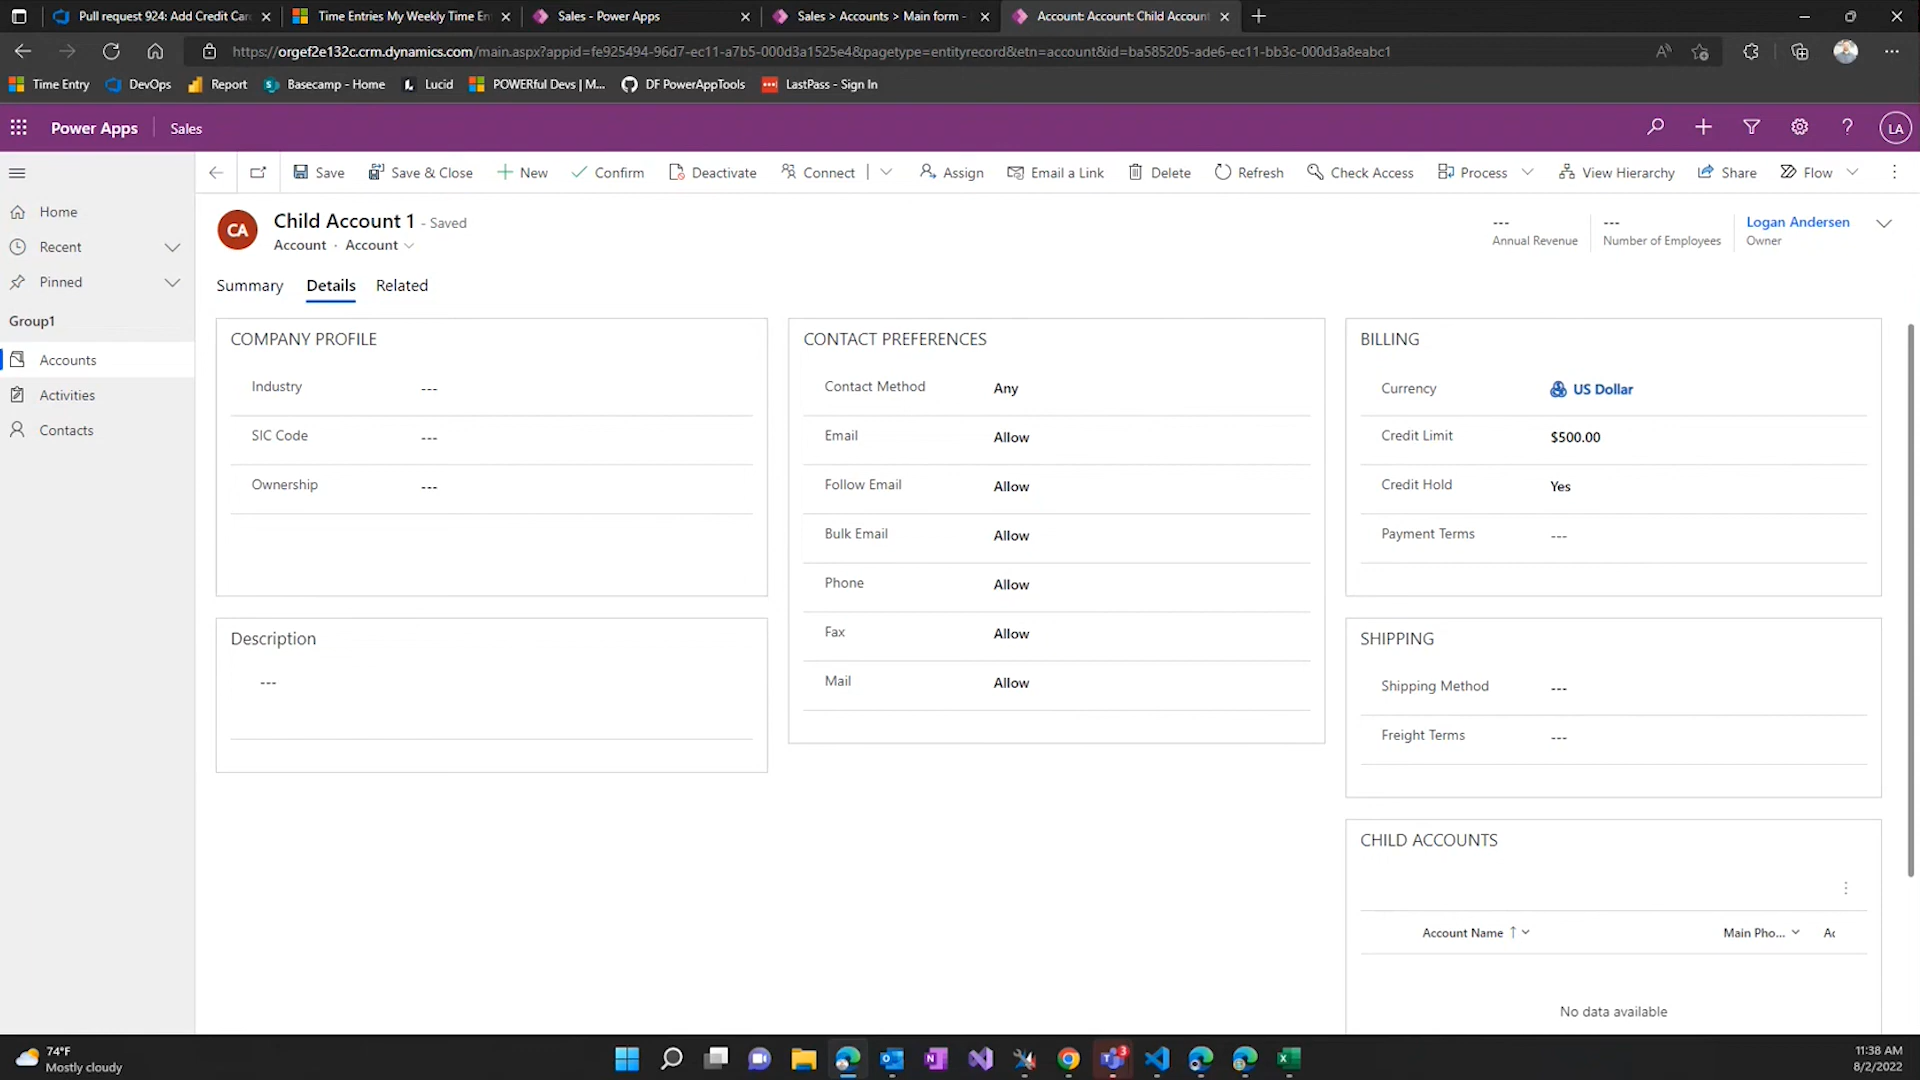 Pull request 924: Add Credit Car
Time Entries My Weekly Time En
Sales - Power Apps
Sales > Accounts > Main form -
Account: Account: Child Account
https://orgef2e132c.crm.dynamics.com/main.aspx?appid=fe925494-96d7-ec11-a7b5-000d3a1525e4&pagetype=entityrecord&etn=account&id=ba585205-ade6-ec11-bb3c-000d3a8eabc1
Time Entry
DevOps
Report
Basecamp - Home
Lucid
POWERful Devs | M...
DF PowerAppTools
LastPass - Sign In
Power Apps
Sales
LA
Save
Save & Close
New
Confirm
Deactivate
Connect
Assign
Email a Link
Delete
Refresh
Check Access
Process
View Hierarchy
Share
Flow
Home
Recent
Pinned
Group1
Accounts
Activities
Contacts
CA
Child Account 1 - Saved
Account · Account
---
Annual Revenue
---
Number of Employees
Logan Andersen
Owner
Summary
Details
Related
COMPANY PROFILE
Industry ---
SIC Code ---
Ownership ---
Description
---
CONTACT PREFERENCES
Contact Method Any
Email Allow
Follow Email Allow
Bulk Email Allow
Phone Allow
Fax Allow
Mail Allow
BILLING
Currency US Dollar
Credit Limit $500.00
Credit Hold Yes
Payment Terms ---
SHIPPING
Shipping Method ---
Freight Terms ---
CHILD ACCOUNTS
Account Name ↑
Main Pho...
Ac
No data available
74°F
Mostly cloudy
3
11:38 AM
8/2/2022